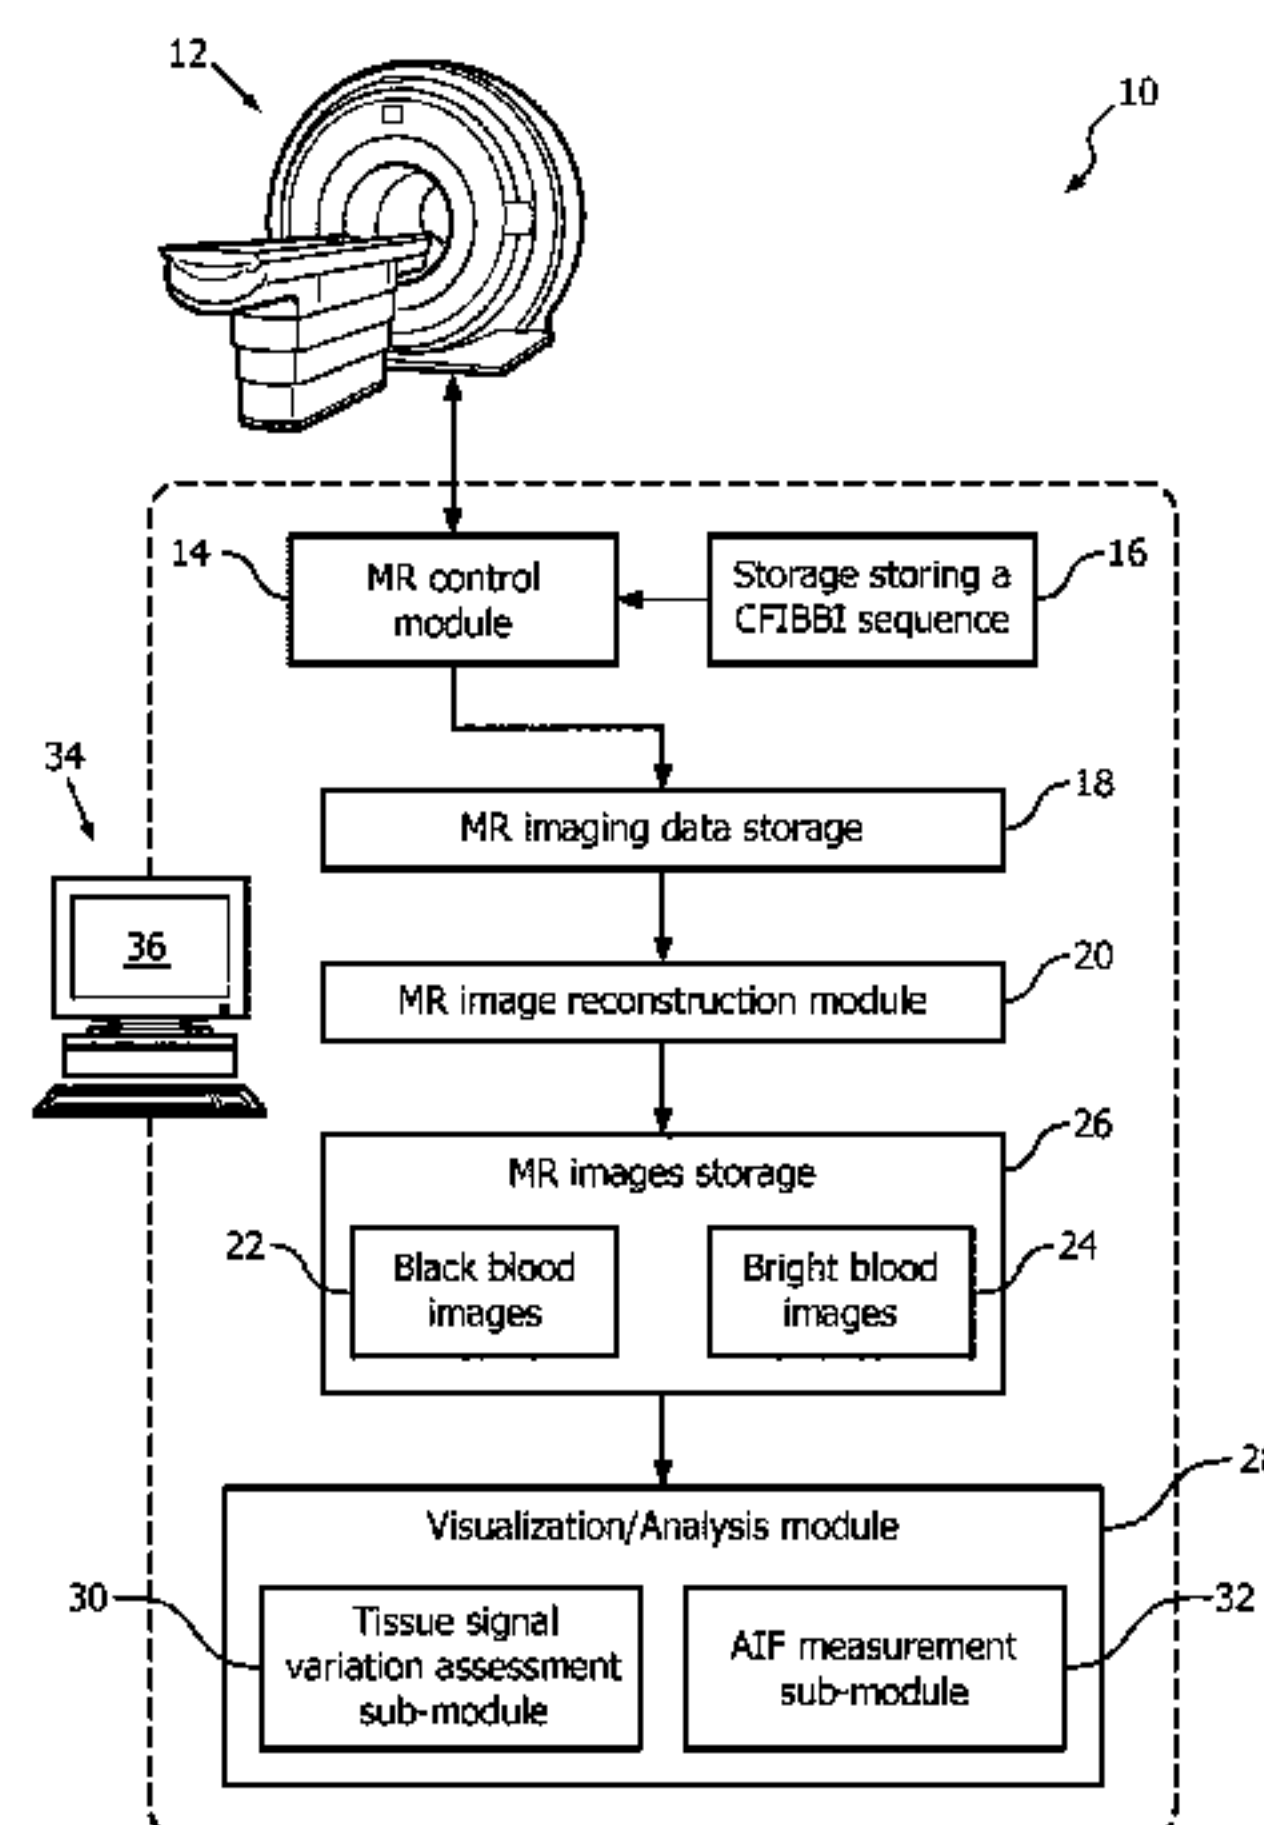 12
10
14
MR control
module
Storage storing a
CFIBBI sequence
16
34
18
MR imaging data storage
36
20
MR image reconstruction module
26
MR images storage
22
Black blood
images
Bright blood
images
24
Visualization/Analysis module
30
Tissue signal
variation assessment
sub-module
AIF measurement
sub-module
32